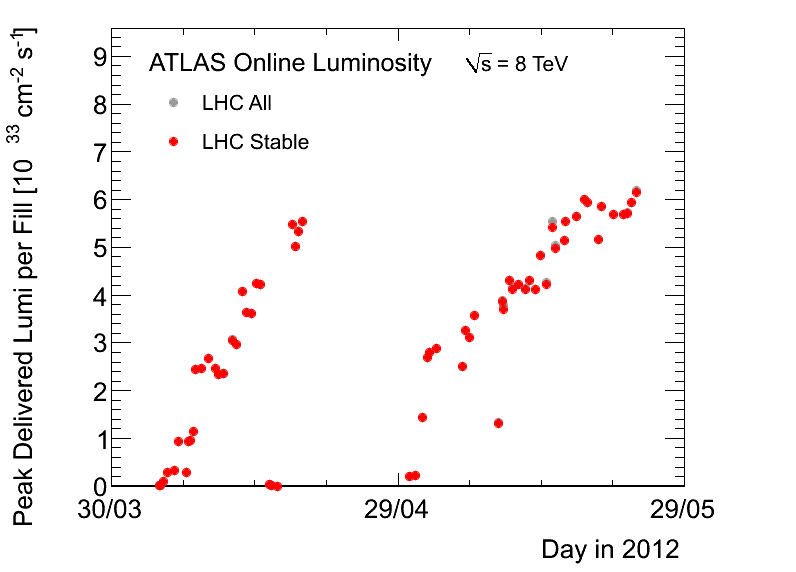 ATLAS Online Luminosity √s = 8 TeV
LHC All
LHC Stable
Peak Delivered Lumi per Fill [10^33 cm^-2 s^-1]
9
8
7
6
5
4
3
2
1
0
30/03 29/04 29/05
Day in 2012